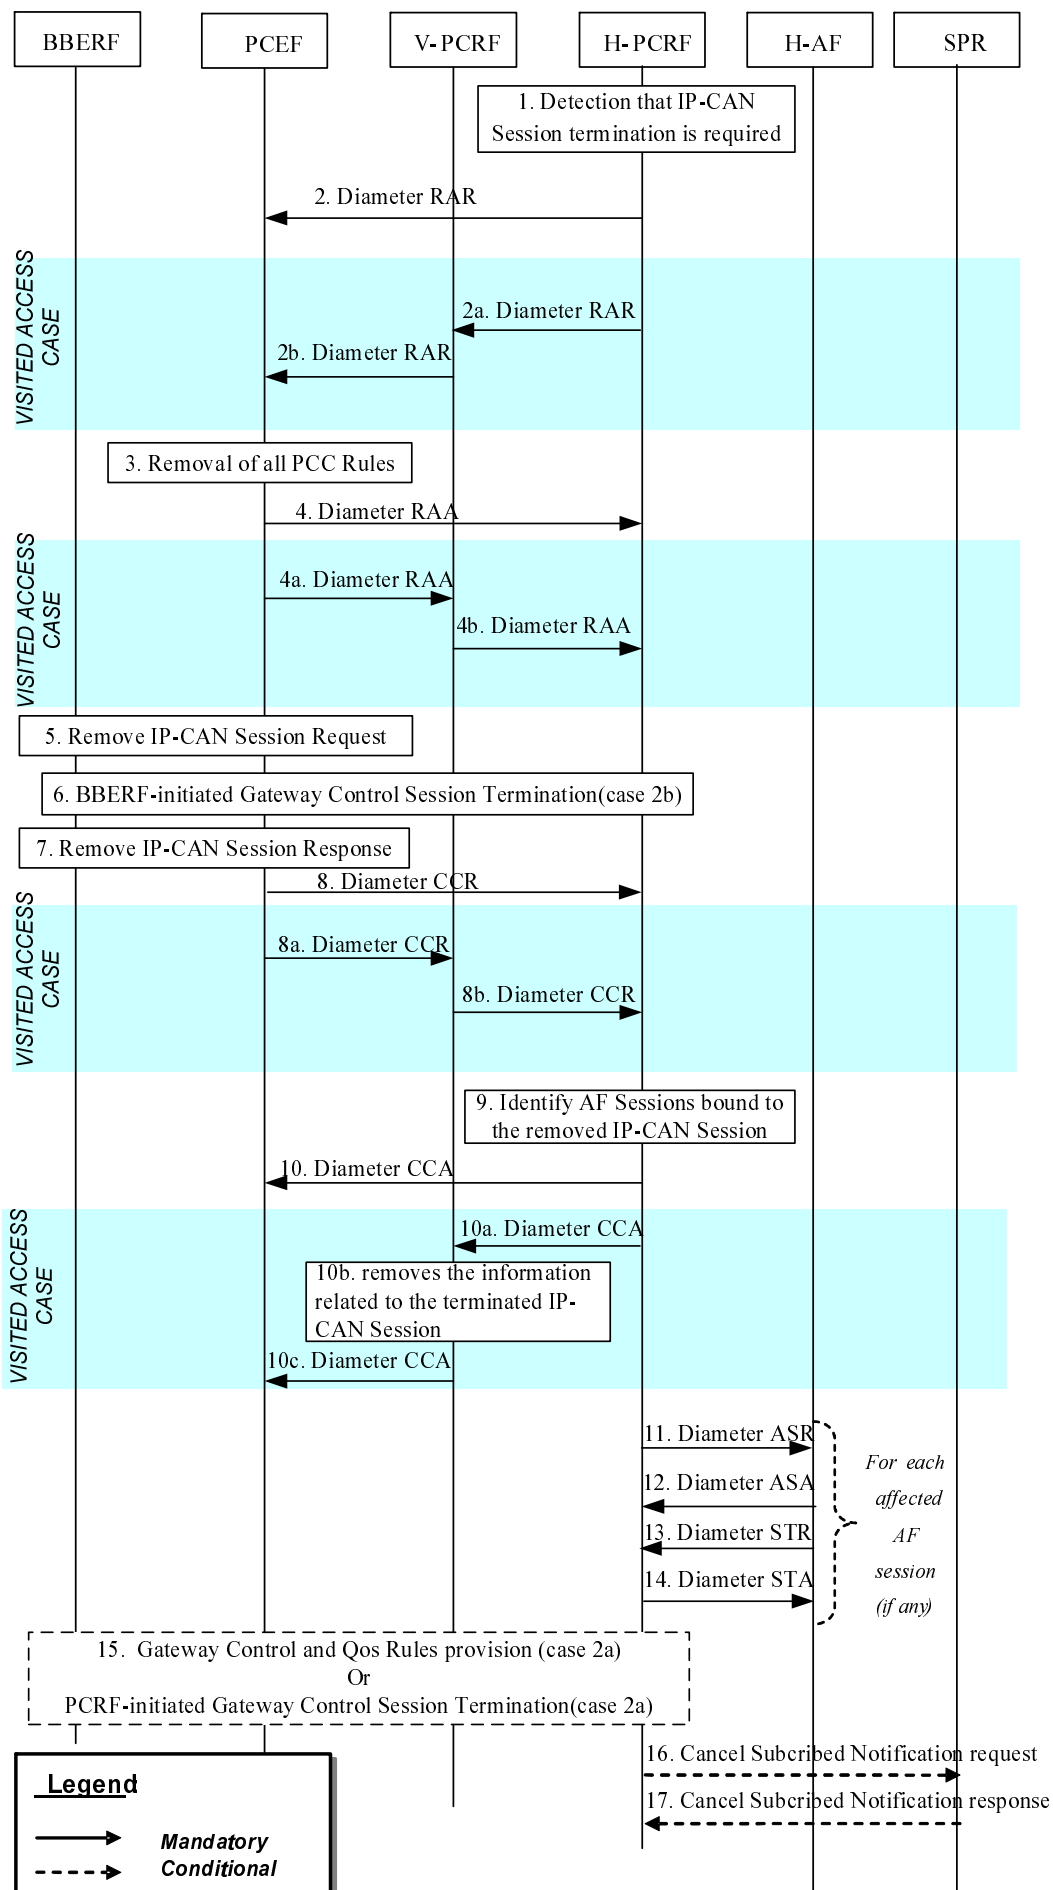 BBERF
PCEF
V-PCRF
H-PCRF
H-AF
SPR
1. Detection that IP-CAN
Session termination is required
2. Diameter RAR
VISITED ACCESS
CASE
2a. Diameter RAR
2b. Diameter RAR
3. Removal of all PCC Rules
4. Diameter RAA
VISITED ACCESS
CASE
4a. Diameter RAA
4b. Diameter RAA
5. Remove IP-CAN Session Request
6. BBERF-initiated Gateway Control Session Termination(case 2b)
7. Remove IP-CAN Session Response
8. Diameter CCR
VISITED ACCESS
CASE
8a. Diameter CCR
8b. Diameter CCR
9. Identify AF Sessions bound to
the removed IP-CAN Session
10. Diameter CCA
VISITED ACCESS
CASE
10a. Diameter CCA
10b. removes the information
related to the terminated IP-
CAN Session
10c. Diameter CCA
11. Diameter ASR
12. Diameter ASA
13. Diameter STR
14. Diameter STA
For each
affected
AF
session
(if any)
15. Gateway Control and Qos Rules provision (case 2a)
Or
PCRF-initiated Gateway Control Session Termination(case 2a)
16. Cancel Subcribed Notification request
17. Cancel Subcribed Notification response
Legend:
Mandatory
Conditional